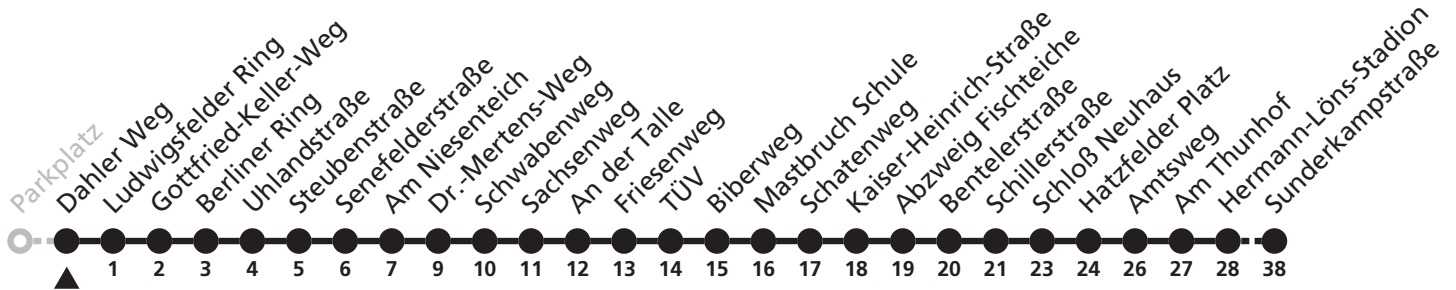 Parkplatz
Dahler Weg
Ludwigsfelder Ring
Gottfried-Keller-Weg
Berliner Ring
Uhlandstraße
Steubenstraße
Senefelderstraße
Am Niesenteich
Dr.-Mertens-Weg
Schwabenweg
Sachsenweg
An der Talle
Friesenweg
TÜV
Biberweg
Mastbruch Schule
Schatenweg
Kaiser-Heinrich-Straße
Abzweig Fischteiche
Bentelerstraße
Schillerstraße
Schloß Neuhaus
Hatzfelder Platz
Amtsweg
Am Thunhof
Hermann-Löns-Stadion
Sunderkampstraße
1 2 3 4 5 6 7 9 10 11 12 13 14 15 16 17 18 19 20 21 23 24 26 27 28 38